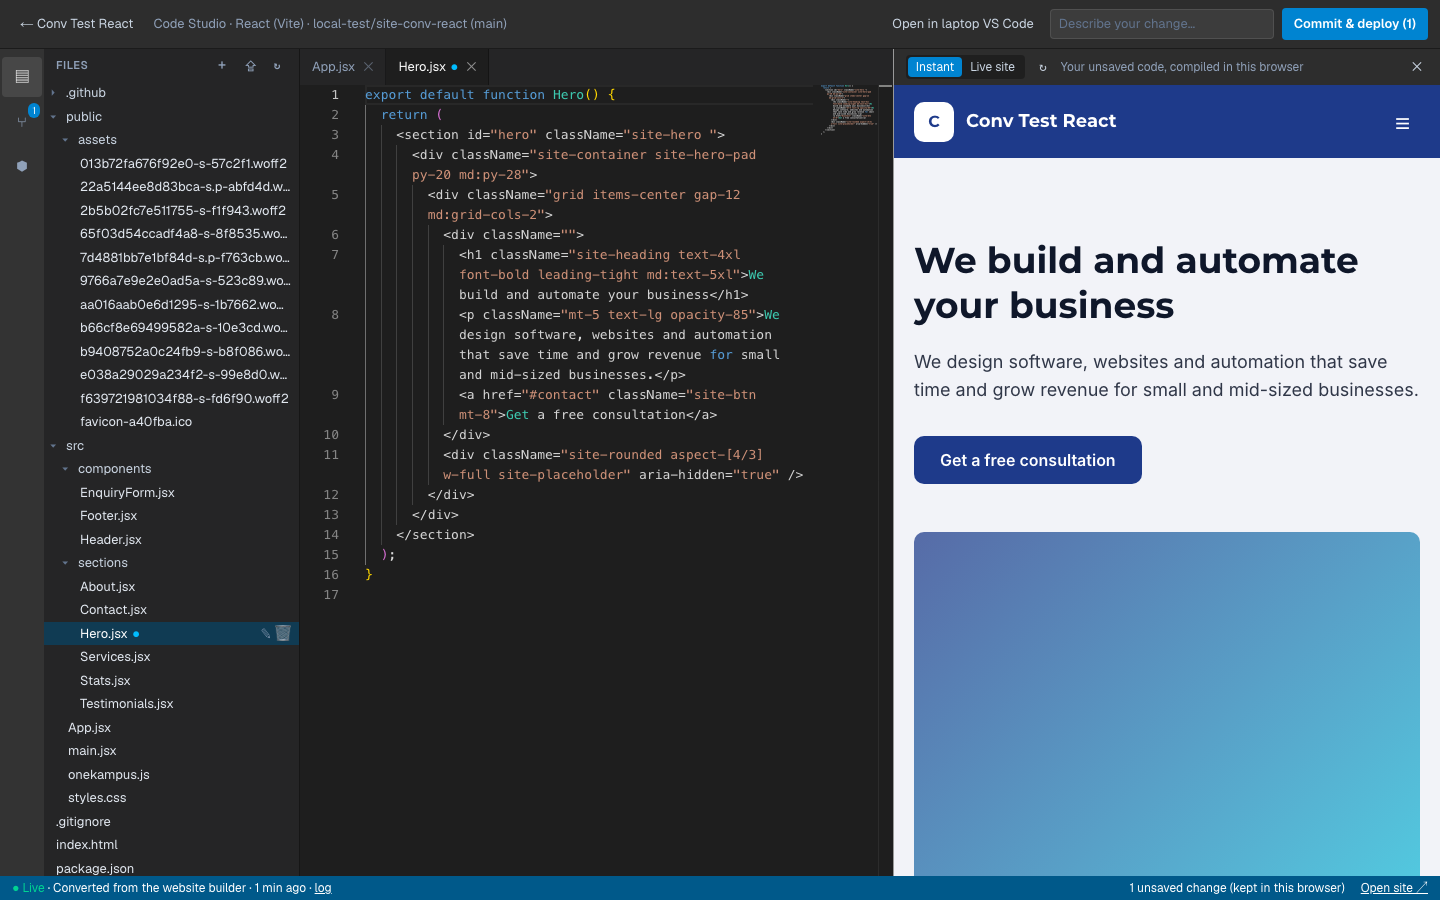 ← Conv Test React
Code Studio · React (Vite) · local-test/site-conv-react (main)
Open in laptop VS Code
Describe your change...
Commit & deploy (1)
FILES
.github
public
assets
013b72fa676f92e0-s-57c2f1.woff2
22a5144ee8d83bca-s.p-abfd4d.w...
2b5b02fc7e511755-s-f1f943.woff2
65f03d54ccadf4a8-s-8f8535.wo...
7d4881bb7e1bf84d-s.p-f763cb.wo...
9766a7e9e2e0ad5a-s-523c89.wo...
aa016aab0e6d1295-s-1b7662.wo...
b66cf8e69499582a-s-10e3cd.wo...
b9408752a0c24fb9-s-b8f086.wo...
e038a29029a234f2-s-99e8d0.w...
f639721981034f88-s-fd6f90.woff2
favicon-a40fba.ico
src
components
EnquiryForm.jsx
Footer.jsx
Header.jsx
sections
About.jsx
Contact.jsx
Hero.jsx
Services.jsx
Stats.jsx
Testimonials.jsx
App.jsx
main.jsx
onekampus.js
styles.css
.gitignore
index.html
package.json
1
App.jsx
Hero.jsx
1 export default function Hero() {
2 return (
3 <section id="hero" className="site-hero ">
4 <div className="site-container site-hero-pad
py-20 md:py-28">
5 <div className="grid items-center gap-12
md:grid-cols-2">
6 <div className="">
7 <h1 className="site-heading text-4xl
font-bold leading-tight md:text-5xl">We
build and automate your business</h1>
8 <p className="mt-5 text-lg opacity-85">We
design software, websites and automation
that save time and grow revenue for small
and mid-sized businesses.</p>
9 <a href="#contact" className="site-btn
mt-8">Get a free consultation</a>
10 </div>
11 <div className="site-rounded aspect-[4/3]
w-full site-placeholder" aria-hidden="true" />
12 </div>
13 </div>
14 </section>
15 );
16 }
17
Instant
Live site
Your unsaved code, compiled in this browser
C
Conv Test React
We build and automate
your business
We design software, websites and automation that save
time and grow revenue for small and mid-sized businesses.
Get a free consultation
● Live · Converted from the website builder · 1 min ago · log
1 unsaved change (kept in this browser)
Open site ↗